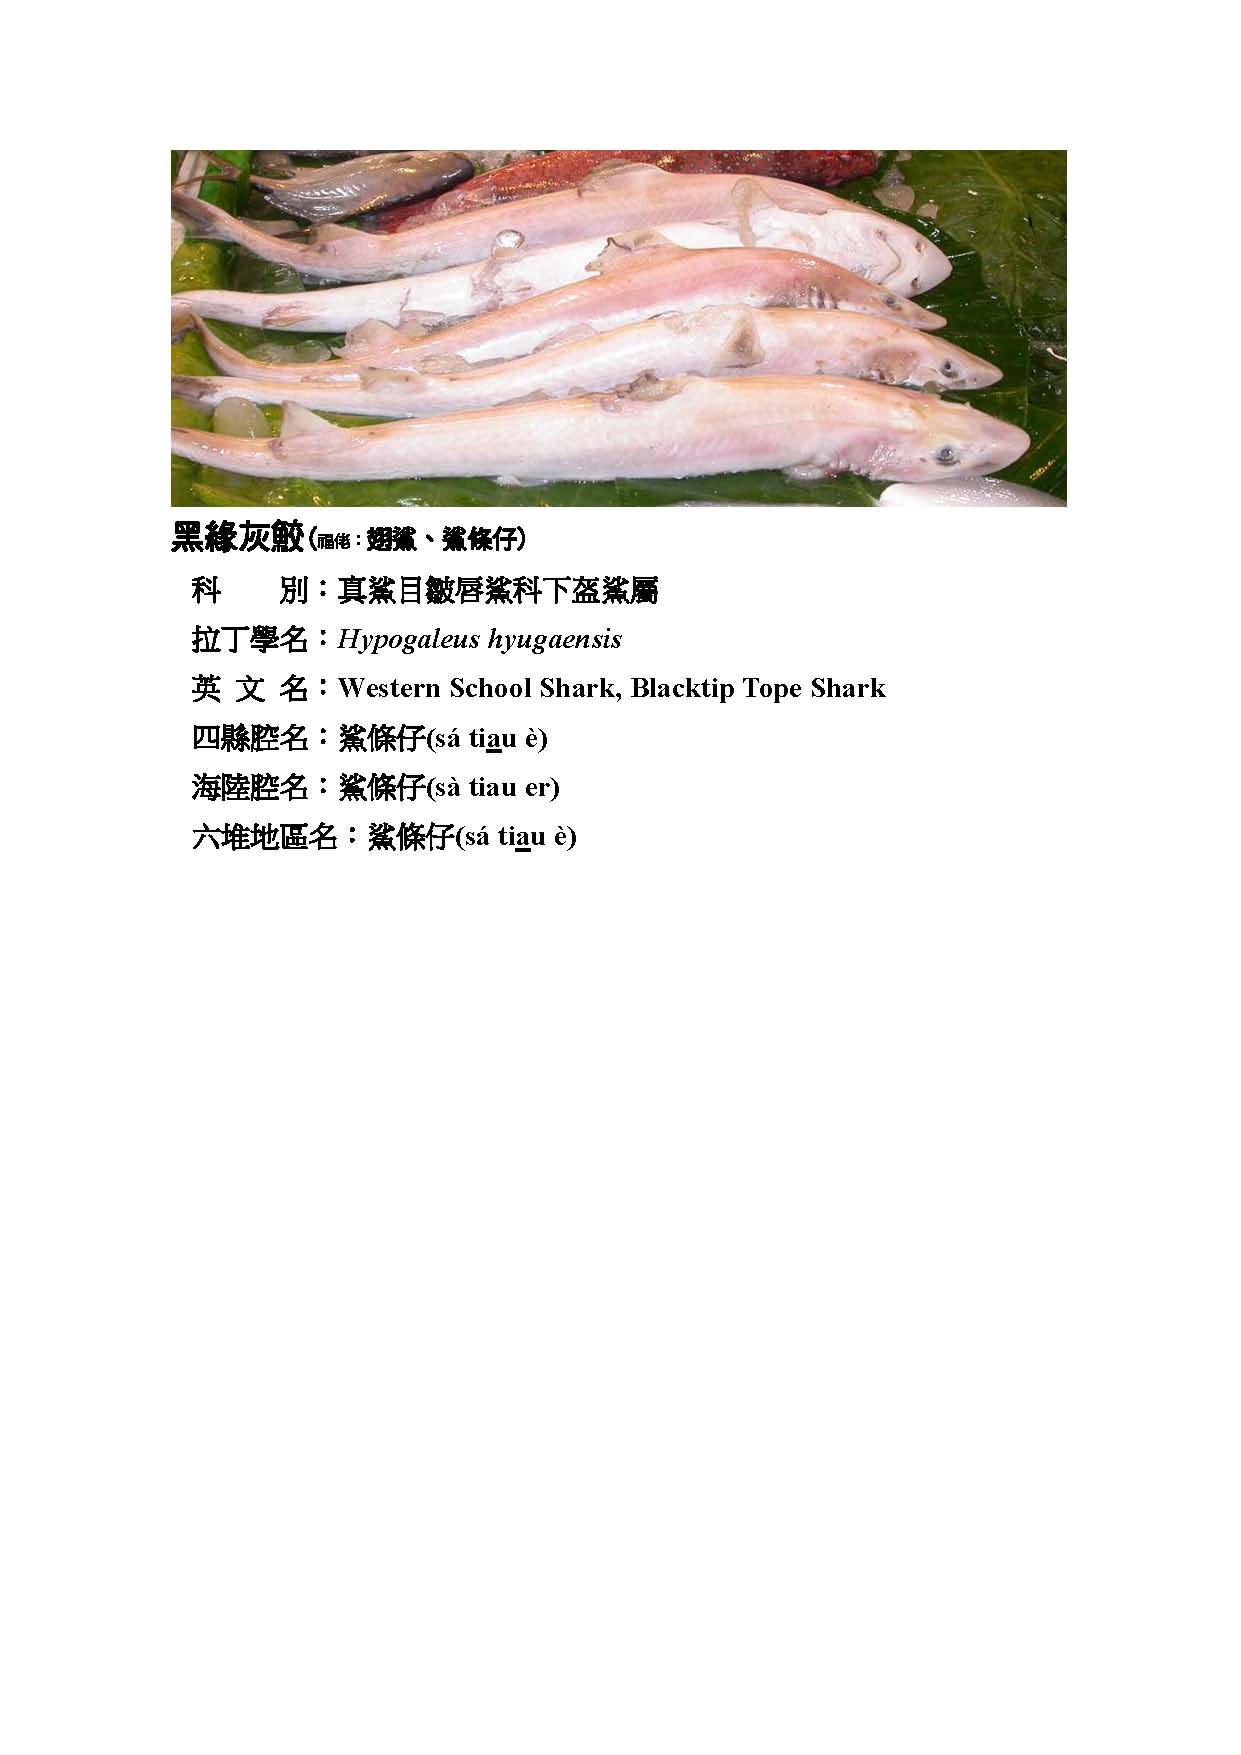 黑緣灰鮫(福佬：翅鯊、鯊條仔)
科　　別：真鯊目皺唇鯊科下盔鯊屬
拉丁學名：Hypogaleus hyugaensis
英 文 名：Western School Shark, Blacktip Tope Shark
四縣腔名：鯊條仔(sá tiau è)
海陸腔名：鯊條仔(sà tiau er)
六堆地區名：鯊條仔(sá tiau è)